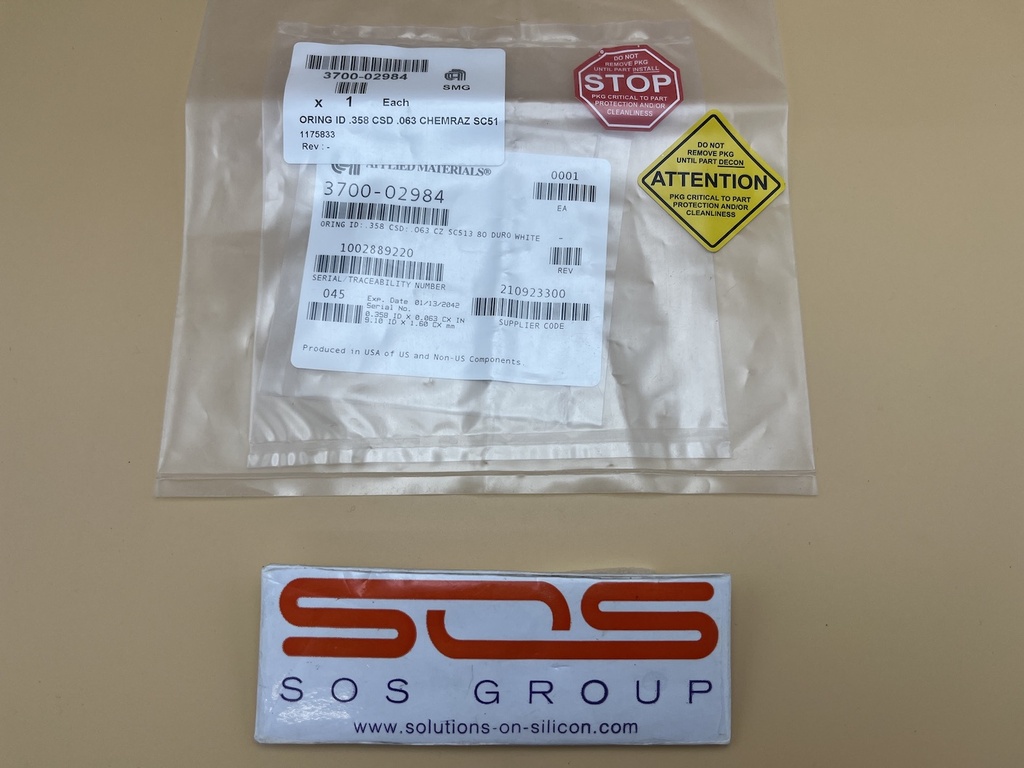 3700-02984
SMG
x 1 Each
ORING ID .358 CSD .063 CHEMRAZ SC51
1175833
Rev : -
DO NOT
REMOVE PKG
UNTIL PART INSTALL
STOP
PKG CRITICAL TO PART
PROTECTION AND/OR
CLEANLINESS
DO NOT
REMOVE PKG
UNTIL PART DECON
ATTENTION
PKG CRITICAL TO PART
PROTECTION AND/OR
CLEANLINESS
APPLIED MATERIALS®
3700-02984
0001
EA
ORING ID: .358 CSD: .063 CZ SC513 80 DURO WHITE
-
REV
1002889220
SERIAL/TRACEABILITY NUMBER
210923300
SUPPLIER CODE
045
Exp. Date 01/13/2042
Serial No.
0.358 ID X 0.063 CX IN
9.10 ID X 1.60 CX mm
Produced in USA of US and Non-US Components
SOS
SOS GROUP
www.solutions-on-silicon.com